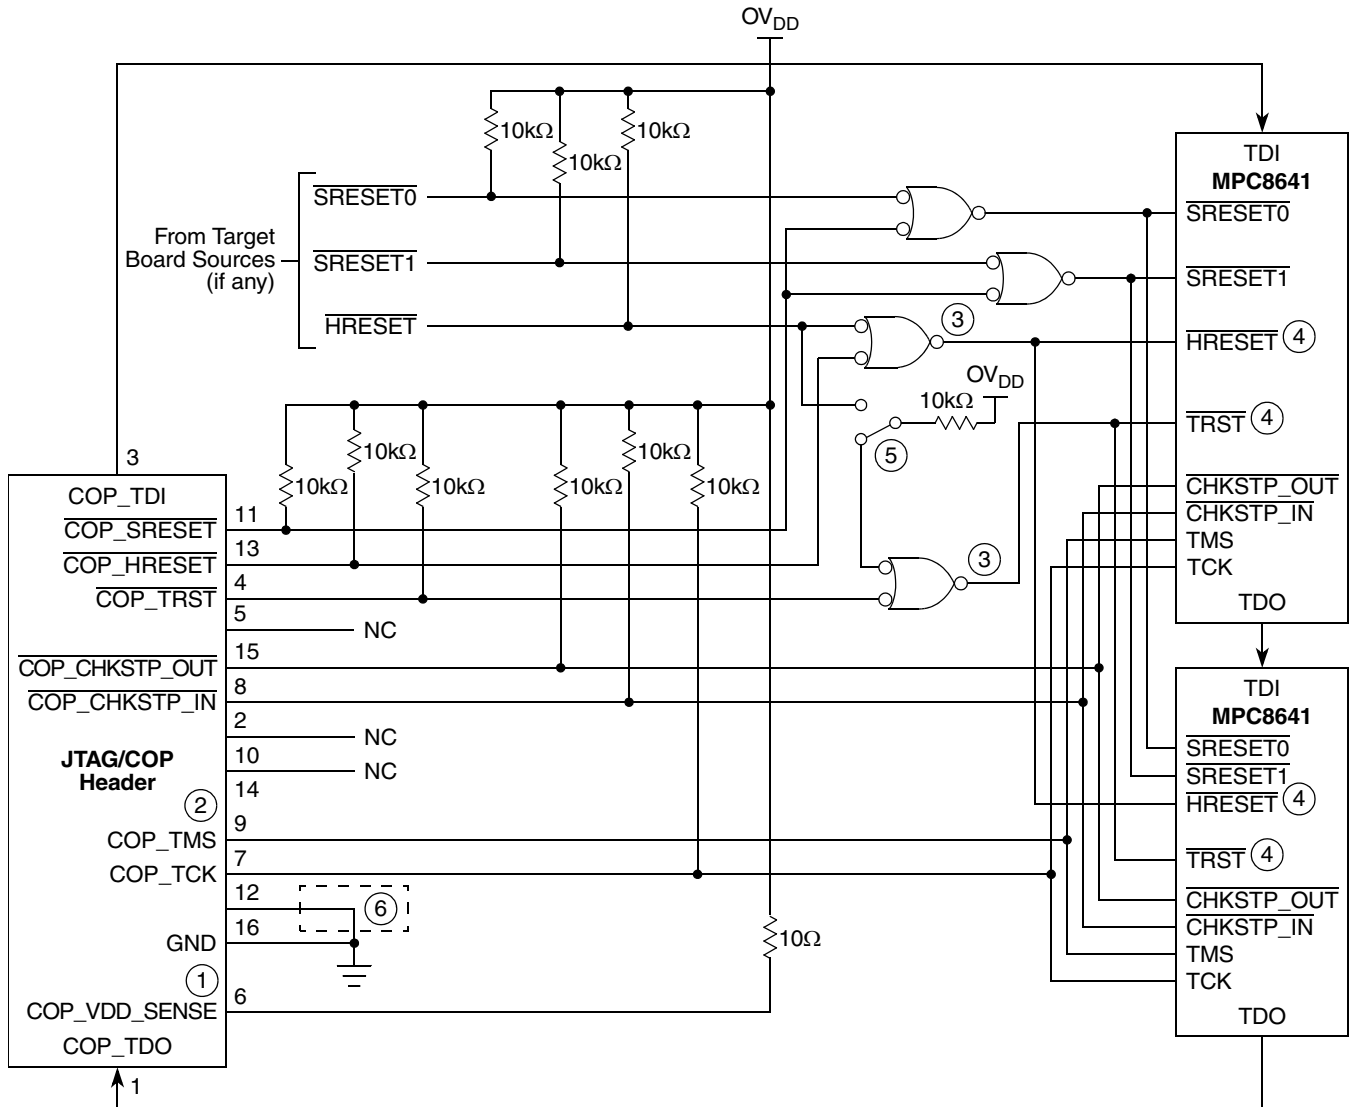 OVDD
10kΩ
10kΩ
10kΩ
From Target
Board Sources
(if any)
SRESET0
SRESET1
HRESET
3
OVDD
10kΩ
5
3
10kΩ
10kΩ
10kΩ
10kΩ
10kΩ
10kΩ
3
COP_TDI
COP_SRESET
11
COP_HRESET
13
COP_TRST
4
5
NC
COP_CHKSTP_OUT
15
COP_CHKSTP_IN
8
2
NC
10
NC
JTAG/COP
Header
14
2
COP_TMS
9
COP_TCK
7
12
6
GND
16
1
COP_VDD_SENSE
6
10Ω
COP_TDO
1
TDI
MPC8641
SRESET0
SRESET1
HRESET 4
TRST 4
CHKSTP_OUT
CHKSTP_IN
TMS
TCK
TDO
TDI
MPC8641
SRESET0
SRESET1
HRESET 4
TRST 4
CHKSTP_OUT
CHKSTP_IN
TMS
TCK
TDO